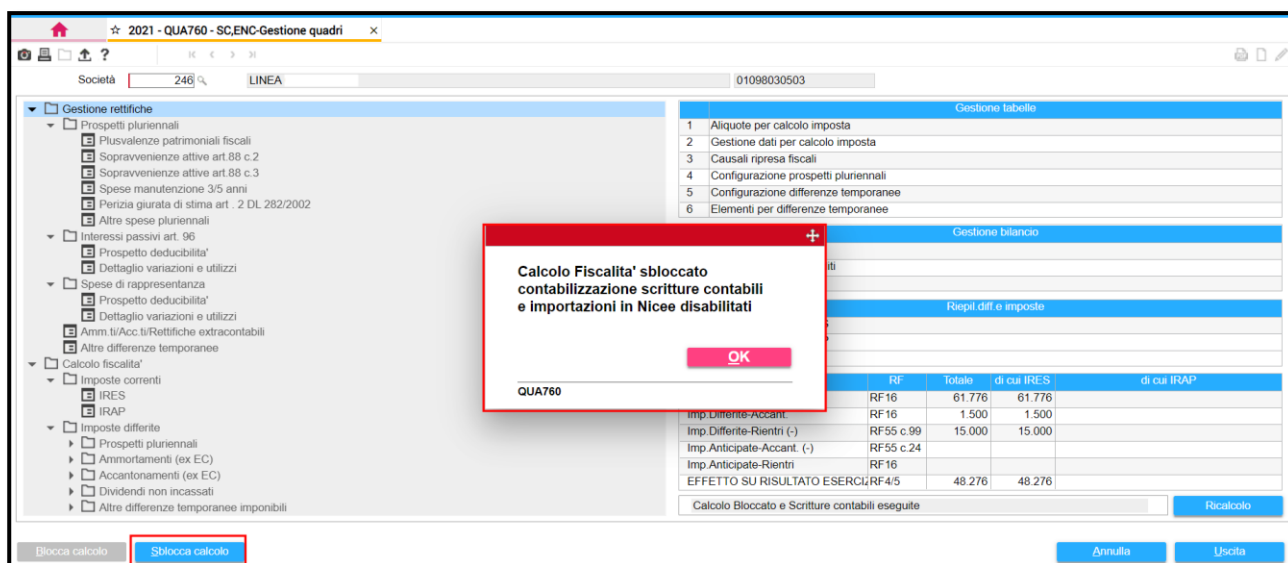 ☆ 2021 - QUA760 - SC,ENC-Gestione quadri ×
?
Società 246 LINEA 01098030503
Gestione rettifiche
Prospetti pluriennali
Plusvalenze patrimoniali fiscali
Sopravvenienze attive art.88 c.2
Sopravvenienze attive art.88 c.3
Spese manutenzione 3/5 anni
Perizia giurata di stima art . 2 DL 282/2002
Altre spese pluriennali
Interessi passivi art. 96
Prospetto deducibilita'
Dettaglio variazioni e utilizzi
Spese di rappresentanza
Prospetto deducibilita'
Dettaglio variazioni e utilizzi
Amm.ti/Acc.ti/Rettifiche extracontabili
Altre differenze temporanee
Calcolo fiscalita'
Imposte correnti
IRES
IRAP
Imposte differite
Prospetti pluriennali
Ammortamenti (ex EC)
Accantonamenti (ex EC)
Dividendi non incassati
Altre differenze temporanee imponibili
Gestione tabelle
1 Aliquote per calcolo imposta
2 Gestione dati per calcolo imposta
3 Causali ripresa fiscali
4 Configurazione prospetti pluriennali
5 Configurazione differenze temporanee
6 Elementi per differenze temporanee
Gestione bilancio
iti
Riepil.diff.e imposte
Calcolo Fiscalita' sbloccato
contabilizzazione scritture contabili
e importazioni in Nicee disabilitati
OK
QUA760
RF Totale di cui IRES di cui IRAP
RF16 61.776 61.776
Imp.Differite-Accant. RF16 1.500 1.500
Imp.Differite-Rientri (-) RF55 c.99 15.000 15.000
Imp.Anticipate-Accant. (-) RF55 c.24
Imp.Anticipate-Rientri RF16
EFFETTO SU RISULTATO ESERCIZ RF4/5 48.276 48.276
Calcolo Bloccato e Scritture contabili eseguite Ricalcolo
Blocca calcolo Sblocca calcolo Annulla Uscita